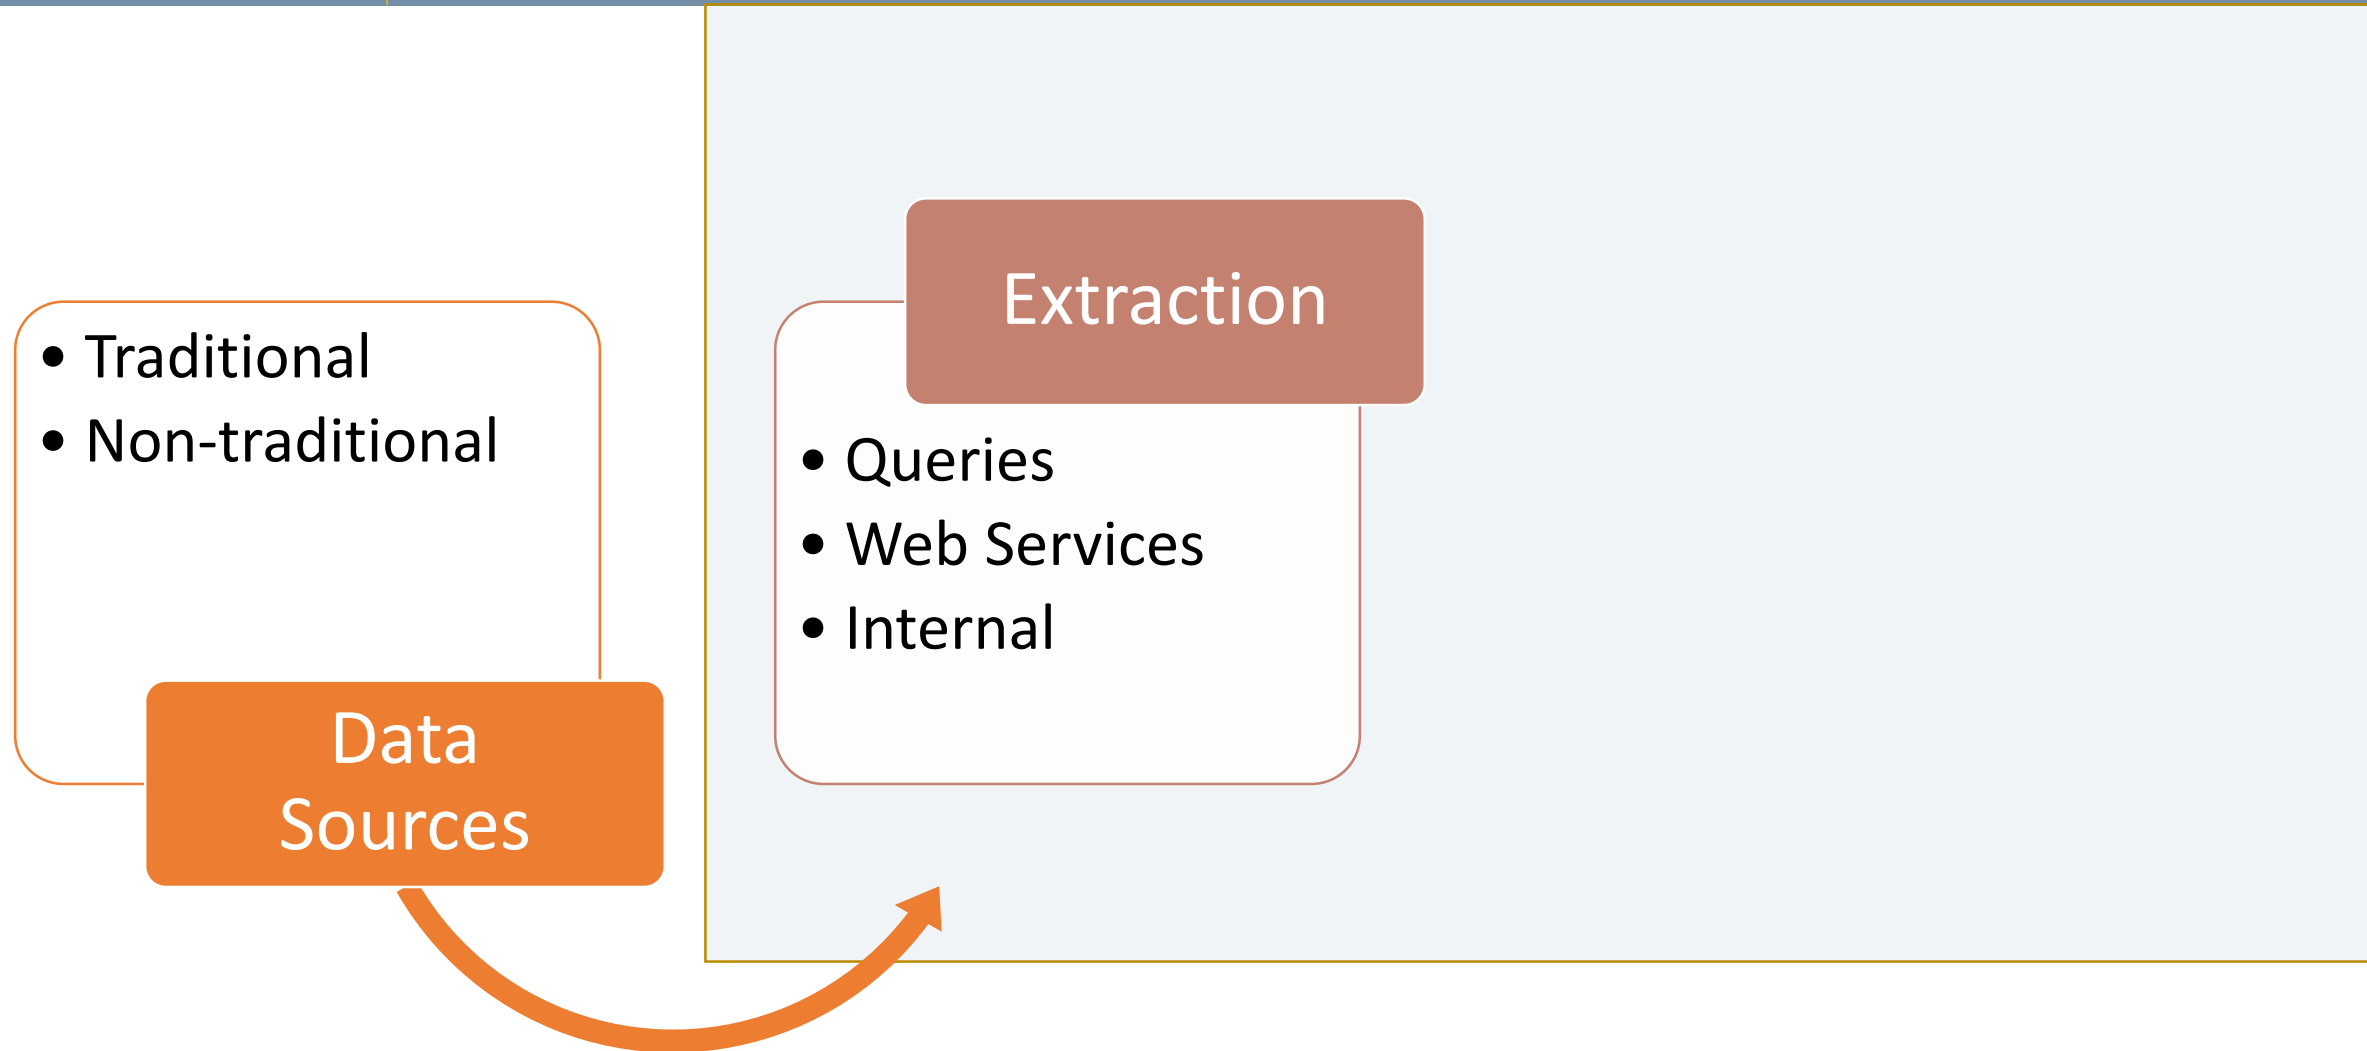 • Traditional
• Non-traditional
Data
Sources
Extraction
• Queries
• Web Services
• Internal